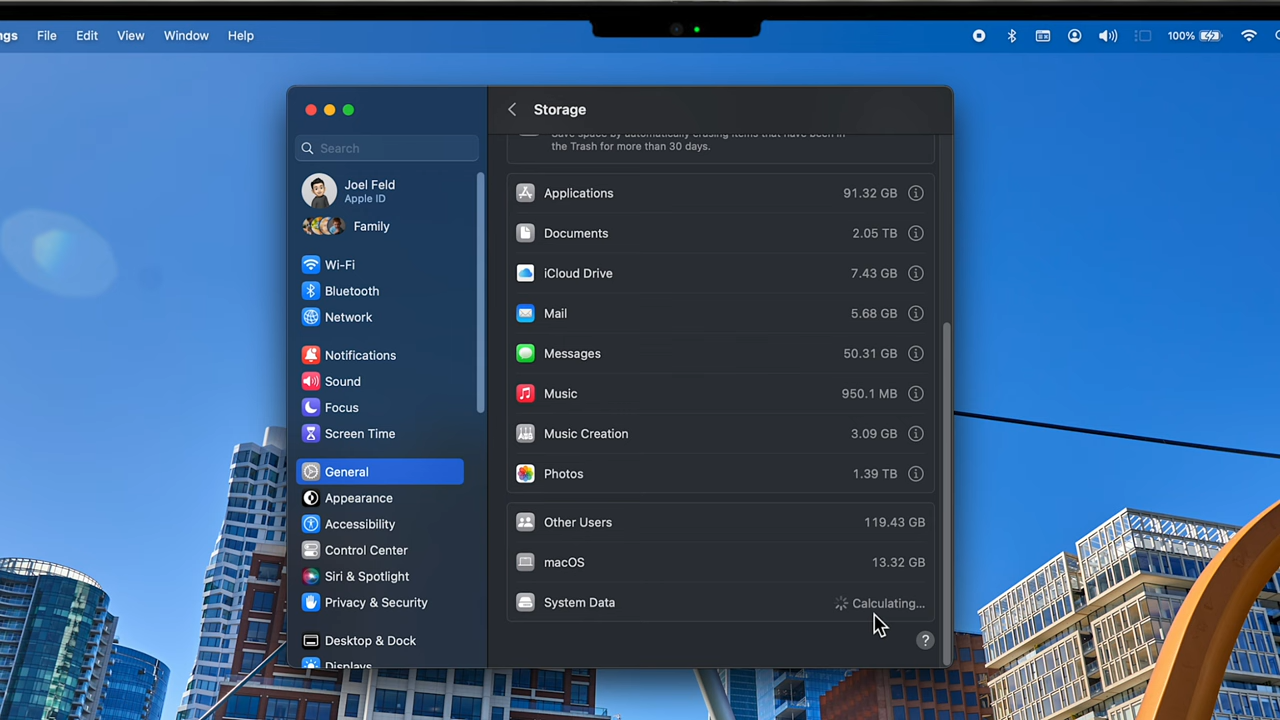 ngs File Edit View Window Help
100%
Storage
Search
Save space by automatically erasing items that have been in
the Trash for more than 30 days.
Joel Feld
Apple ID
Family
Wi-Fi
Bluetooth
Network
Notifications
Sound
Focus
Screen Time
General
Appearance
Accessibility
Control Center
Siri & Spotlight
Privacy & Security
Desktop & Dock
Displays
Applications 91.32 GB
Documents 2.05 TB
iCloud Drive 7.43 GB
Mail 5.68 GB
Messages 50.31 GB
Music 950.1 MB
Music Creation 3.09 GB
Photos 1.39 TB
Other Users 119.43 GB
macOS 13.32 GB
System Data Calculating...
?